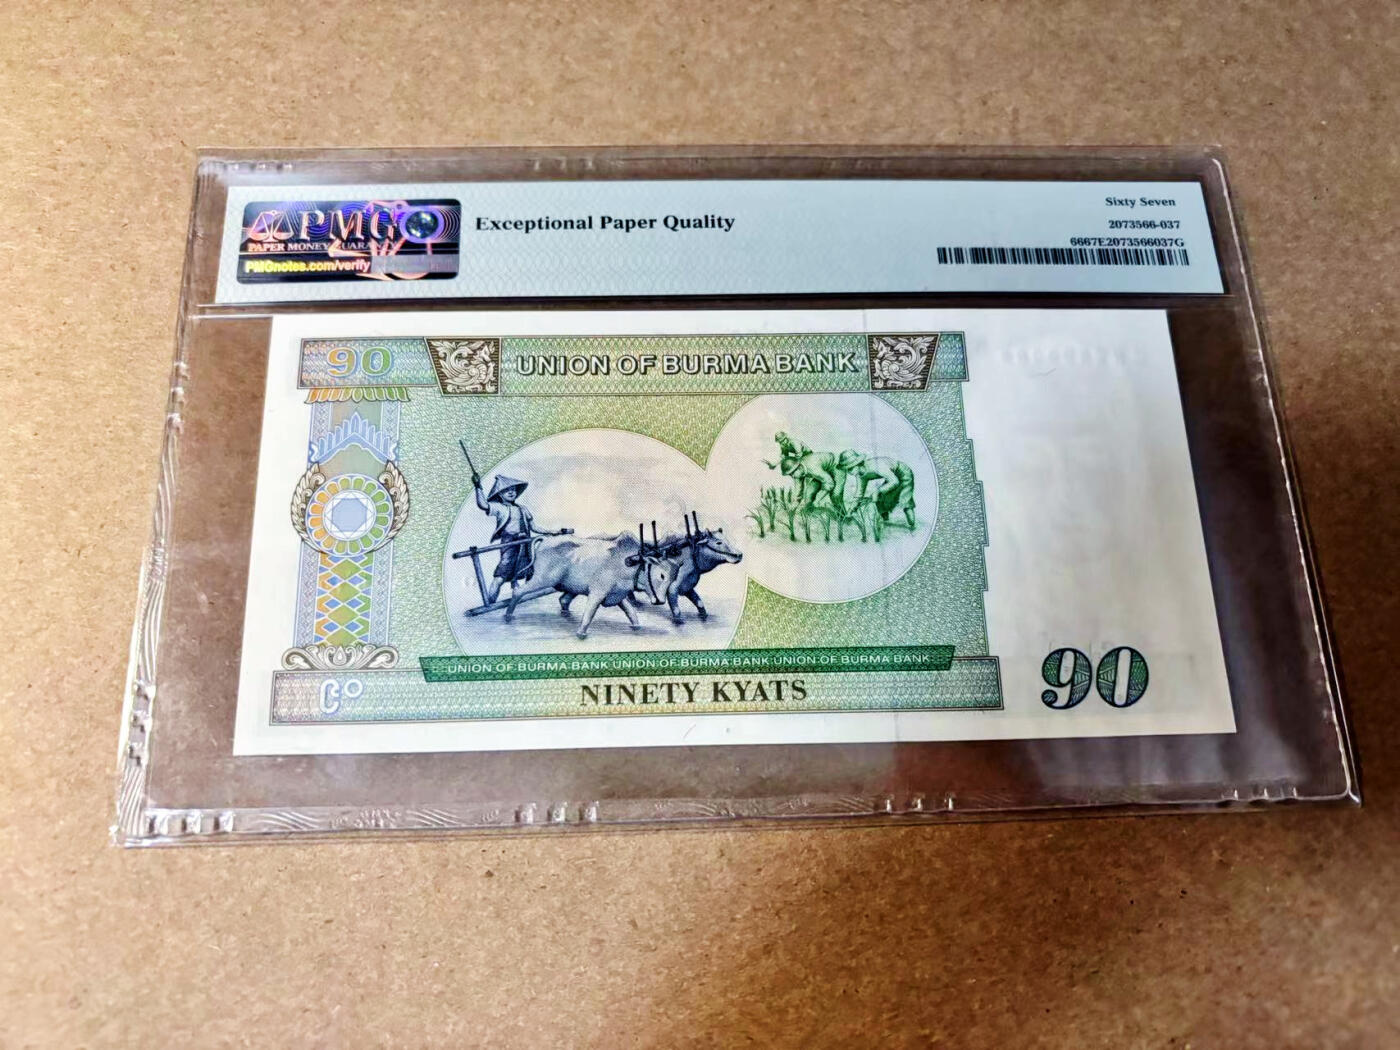 PMG
PAPER MONEY GUARANTY
PMGnotes.com/verify
Exceptional Paper Quality
Sixty Seven
2073566-037
6667E2073566037G
90
UNION OF BURMA BANK
UNION OF BURMA BANK UNION OF BURMA BANK UNION OF BURMA BANK
၉၀
NINETY KYATS
90